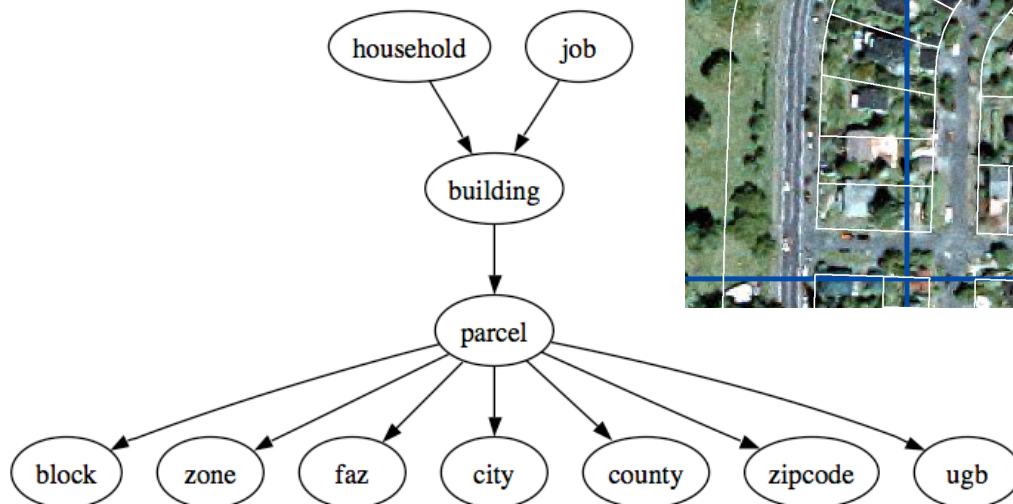 household
job
building
parcel
block
zone
faz
city
county
zipcode
ugb